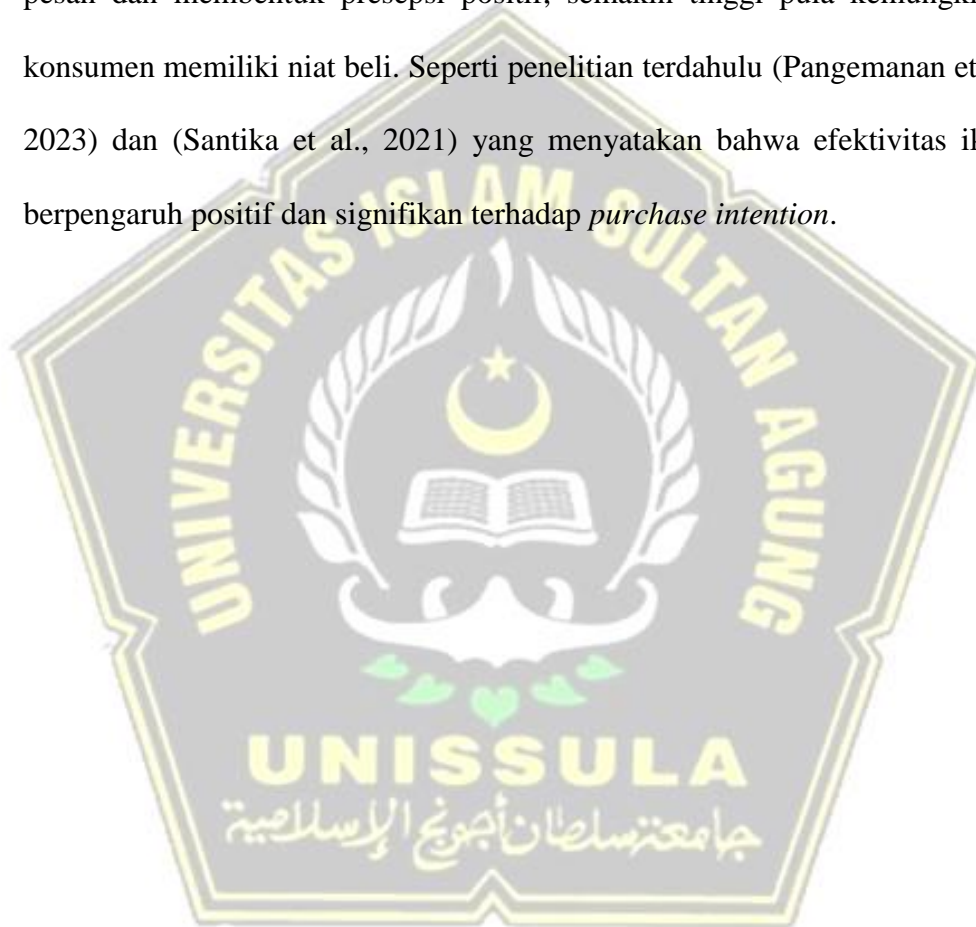 pesan dan membentuk presepsi positif, semakin tinggi pula
konsumen memiliki niat beli. Seperti penelitian terdahulu (Pangemanan et
2023) dan (Santika et al., 2021) yang menyatakan bahwa efektivitas
berpengaruh positif dan signifikan terhadap purchase intention.
UNIVERSITAS ISLAM SULTAN AGUNG
UNISSULA
جامعة سلطان أجونج الإسلامية